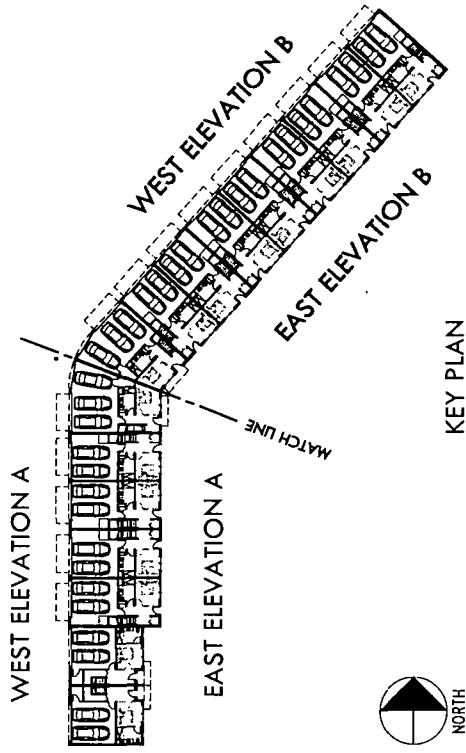 WEST ELEVATION A
WEST ELEVATION B
EAST ELEVATION A
EAST ELEVATION B
MATCH LINE
KEY PLAN
NORTH